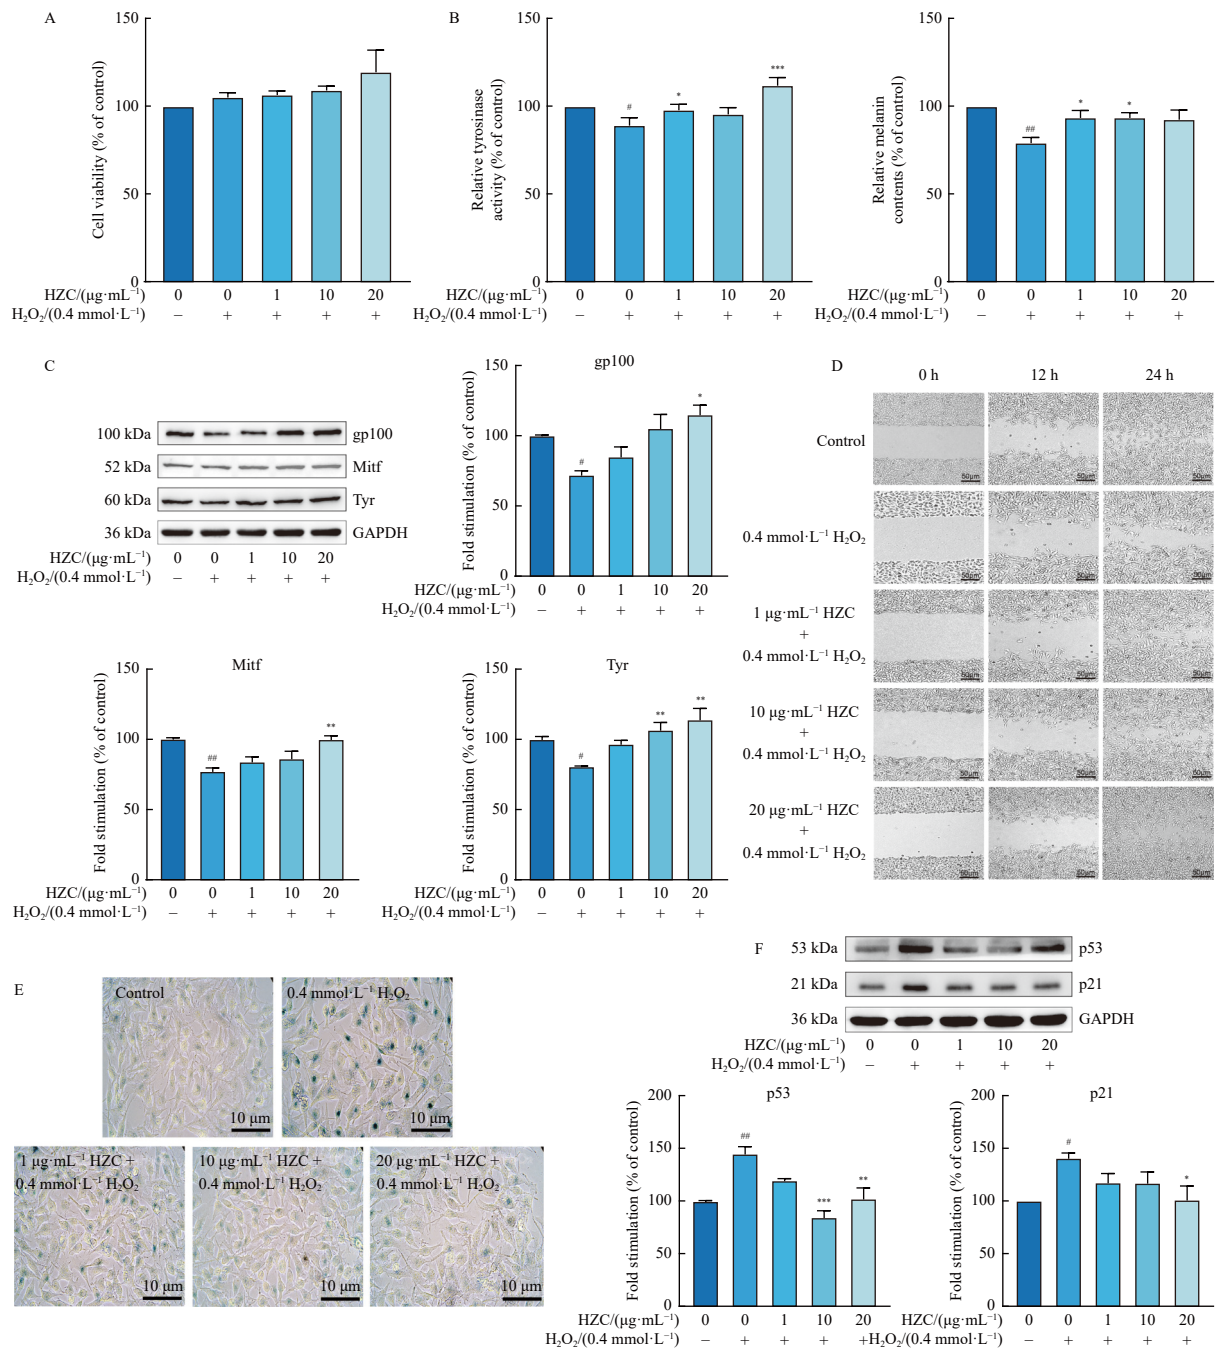 A
150
100
50
0
Cell viability (% of control)
HZC/(μg·mL⁻¹) 0 0 1 10 20
H₂O₂/(0.4 mmol·L⁻¹) − + + + +
B
150
100
50
0
Relative tyrosinase
activity (% of control)
# * ***
HZC/(μg·mL⁻¹) 0 0 1 10 20
H₂O₂/(0.4 mmol·L⁻¹) − + + + +
150
100
50
0
Relative melanin
contents (% of control)
## * *
HZC/(μg·mL⁻¹) 0 0 1 10 20
H₂O₂/(0.4 mmol·L⁻¹) − + + + +
C
100 kDa gp100
52 kDa Mitf
60 kDa Tyr
36 kDa GAPDH
HZC/(μg·mL⁻¹) 0 0 1 10 20
H₂O₂/(0.4 mmol·L⁻¹) − + + + +
gp100
150
100
50
0
Fold stimulation (% of control)
# *
HZC/(μg·mL⁻¹) 0 0 1 10 20
H₂O₂/(0.4 mmol·L⁻¹) − + + + +
Mitf
150
100
50
0
Fold stimulation (% of control)
## **
HZC/(μg·mL⁻¹) 0 0 1 10 20
H₂O₂/(0.4 mmol·L⁻¹) − + + + +
Tyr
150
100
50
0
Fold stimulation (% of control)
# ** **
HZC/(μg·mL⁻¹) 0 0 1 10 20
H₂O₂/(0.4 mmol·L⁻¹) − + + + +
D
0 h 12 h 24 h
Control
50μm 50μm 50μm
0.4 mmol·L⁻¹ H₂O₂
50μm 50μm 50μm
1 μg·mL⁻¹ HZC
+
0.4 mmol·L⁻¹ H₂O₂
50μm 50μm 50μm
10 μg·mL⁻¹ HZC
+
0.4 mmol·L⁻¹ H₂O₂
50μm 50μm 50μm
20 μg·mL⁻¹ HZC
+
0.4 mmol·L⁻¹ H₂O₂
50μm 50μm 50μm
E
Control
10 μm
0.4 mmol·L⁻¹ H₂O₂
10 μm
1 μg·mL⁻¹ HZC +
0.4 mmol·L⁻¹ H₂O₂
10 μm
10 μg·mL⁻¹ HZC +
0.4 mmol·L⁻¹ H₂O₂
10 μm
20 μg·mL⁻¹ HZC +
0.4 mmol·L⁻¹ H₂O₂
10 μm
F
53 kDa p53
21 kDa p21
36 kDa GAPDH
HZC/(μg·mL⁻¹) 0 0 1 10 20
H₂O₂/(0.4 mmol·L⁻¹) − + + + +
p53
200
150
100
50
0
Fold stimulation (% of control)
## *** **
HZC/(μg·mL⁻¹) 0 0 1 10 20
H₂O₂/(0.4 mmol·L⁻¹) − + + + +
p21
200
150
100
50
0
Fold stimulation (% of control)
# *
HZC/(μg·mL⁻¹) 0 0 1 10 20
H₂O₂/(0.4 mmol·L⁻¹) − + + + +